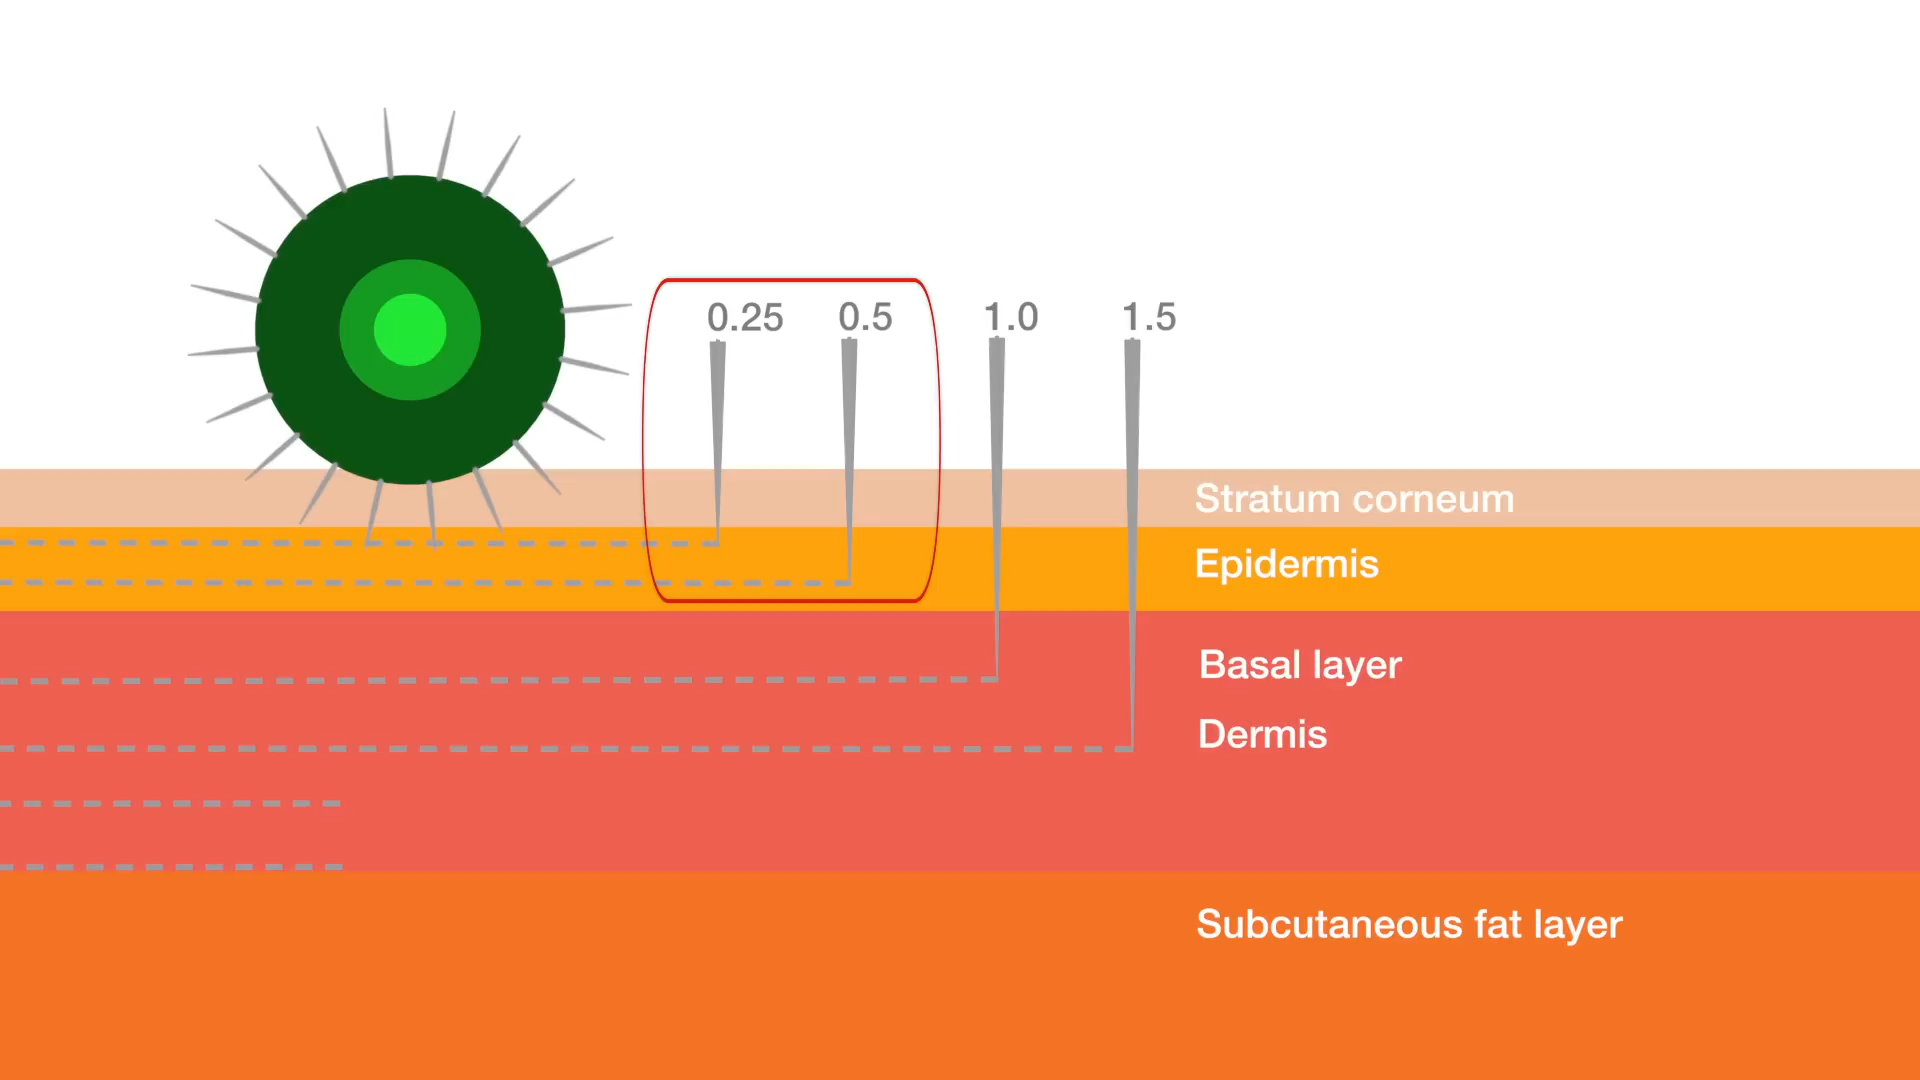 0.25 0.5 1.0 1.5
Stratum corneum
Epidermis
Basal layer
Dermis
Subcutaneous fat layer